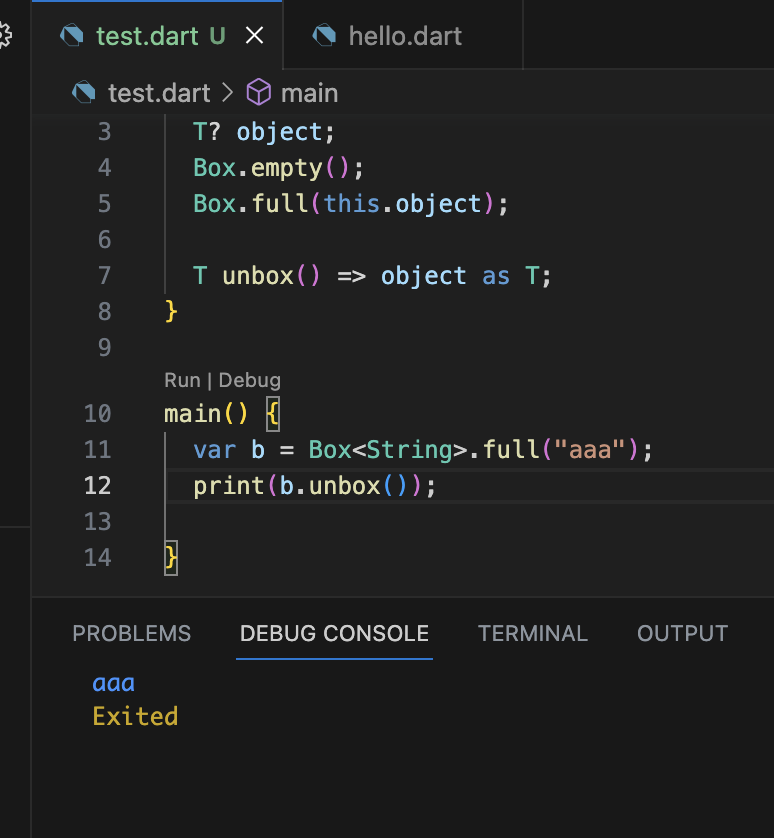 test.dart U
hello.dart
test.dart > main
3 T? object;
4 Box.empty();
5 Box.full(this.object);
6
7 T unbox() => object as T;
8 }
9
Run | Debug
10 main() {
11 var b = Box<String>.full("aaa");
12 print(b.unbox());
13
14 }
PROBLEMS DEBUG CONSOLE TERMINAL OUTPUT
aaa
Exited